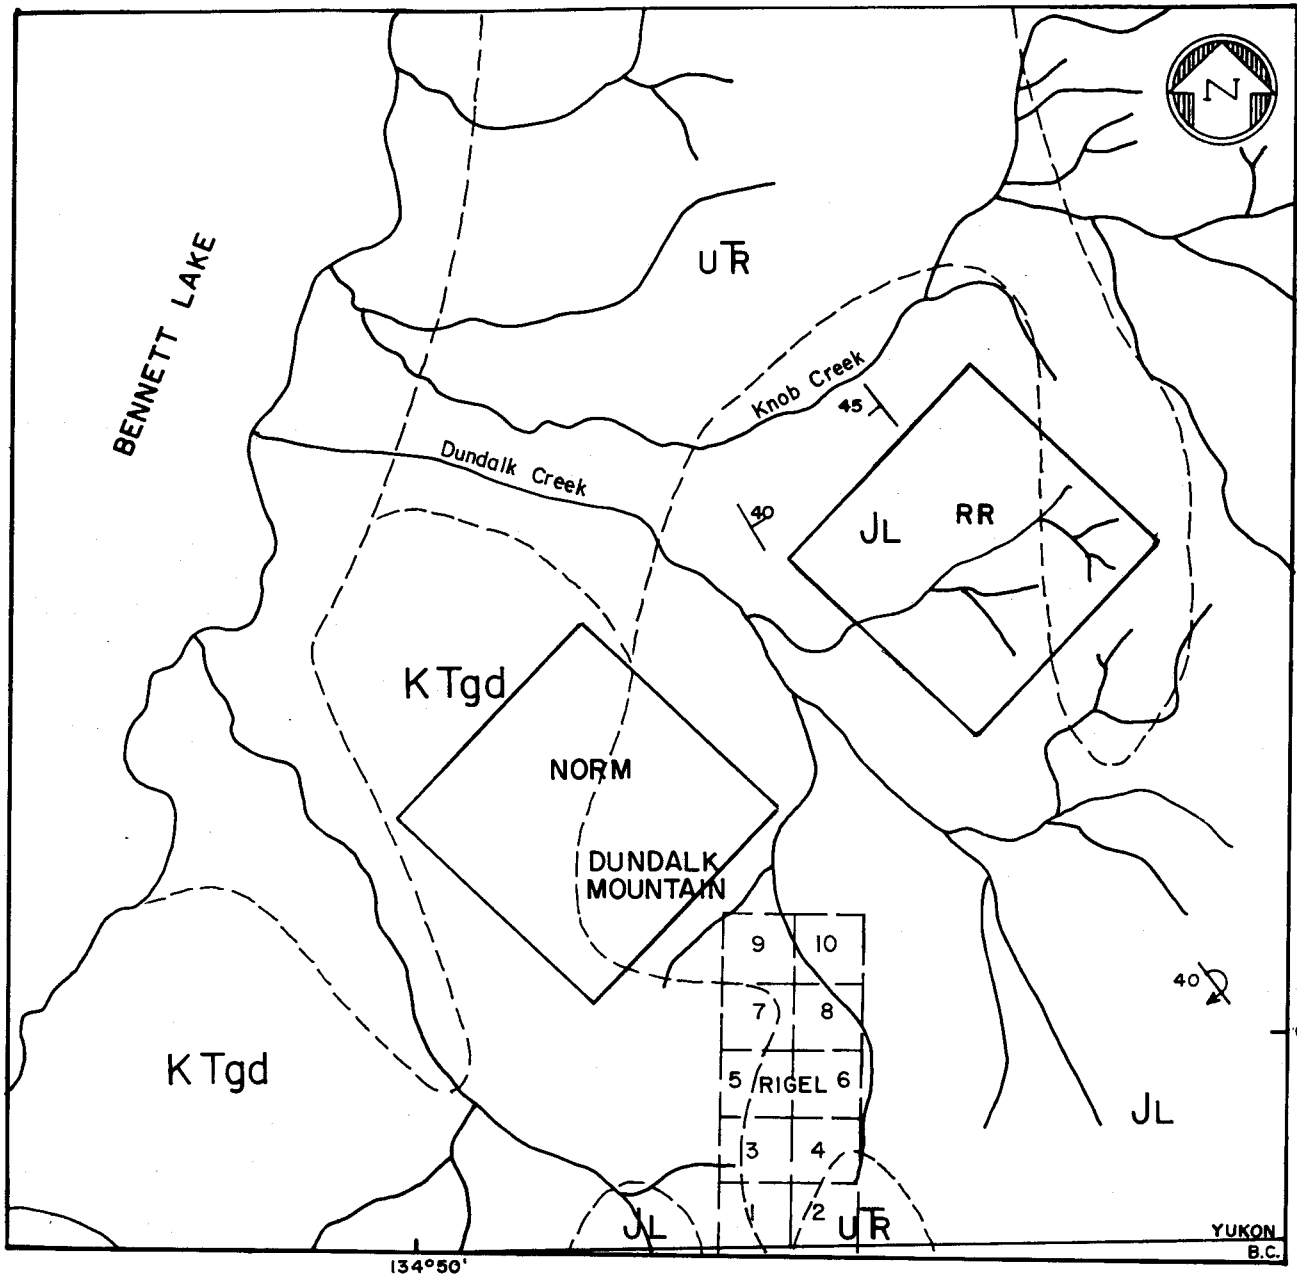 N
UTR
BENNETT LAKE
Knob Creek
45
Dundalk Creek
40
JL
RR
KTgd
NORM
DUNDALK
MOUNTAIN
9 10
7 8
40
5 RIGEL 6
KTgd
JL
3 4
1 2
JL
UTR
YUKON
B.C.
134°50'